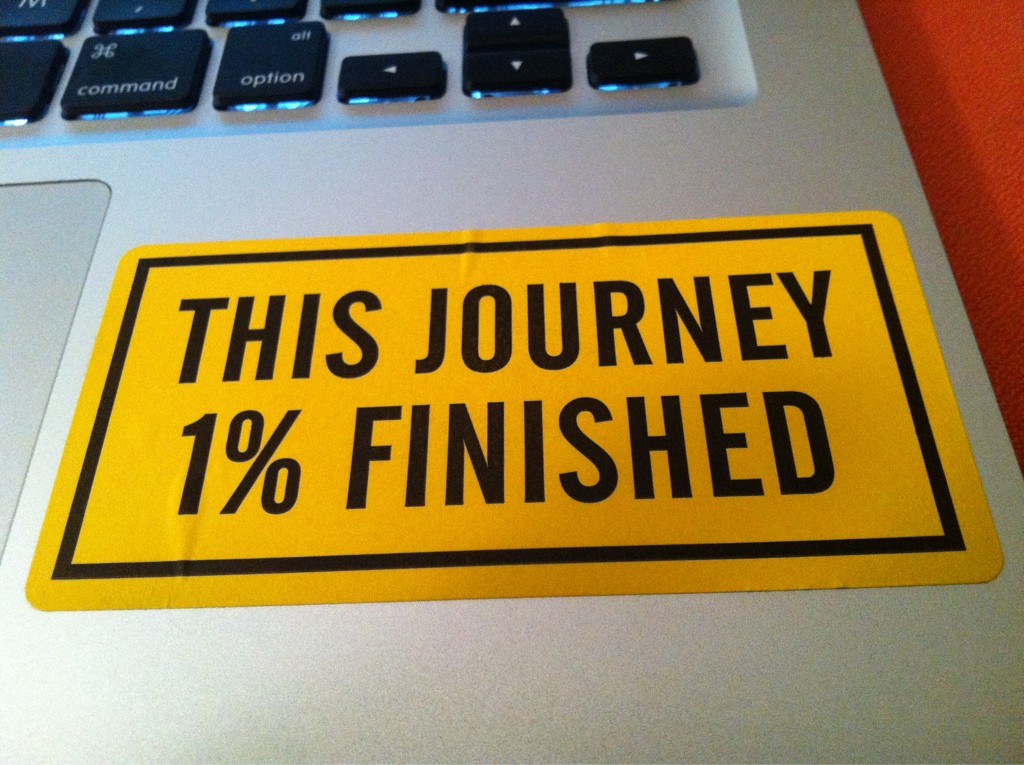 M ,
⌘ alt
command option ◄ ▲ ▼ ►
THIS JOURNEY
1% FINISHED